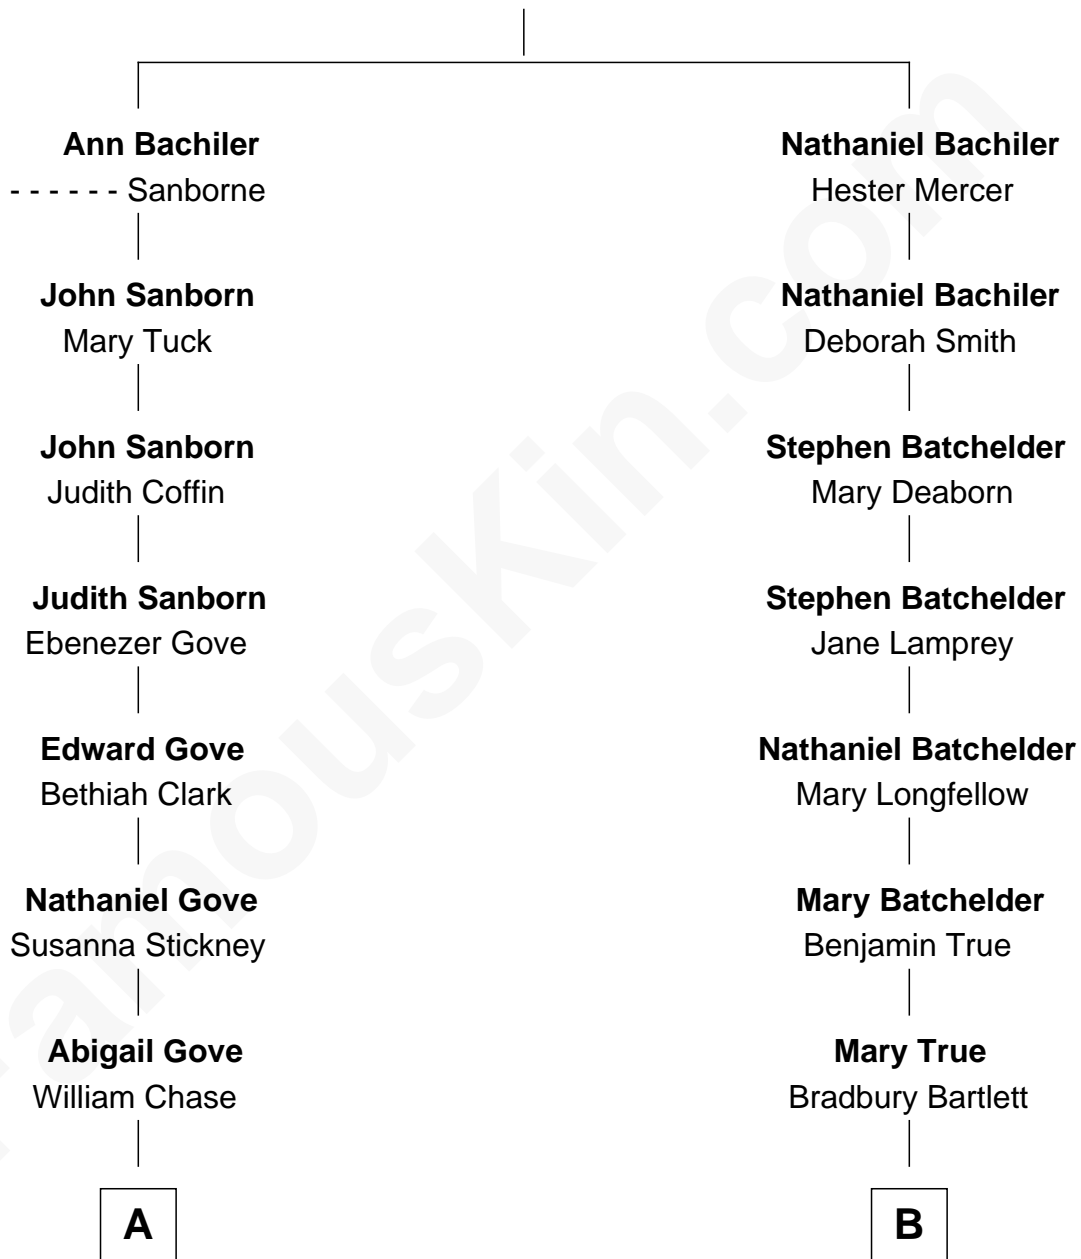 Ann Bachiler
- - - - - - Sanborne
Nathaniel Bachiler
Hester Mercer
John Sanborn
Mary Tuck
Nathaniel Bachiler
Deborah Smith
John Sanborn
Judith Coffin
Stephen Batchelder
Mary Deaborn
Judith Sanborn
Ebenezer Gove
Stephen Batchelder
Jane Lamprey
Edward Gove
Bethiah Clark
Nathaniel Batchelder
Mary Longfellow
Nathaniel Gove
Susanna Stickney
Mary Batchelder
Benjamin True
Abigail Gove
William Chase
Mary True
Bradbury Bartlett
A
B
FamousKin.com